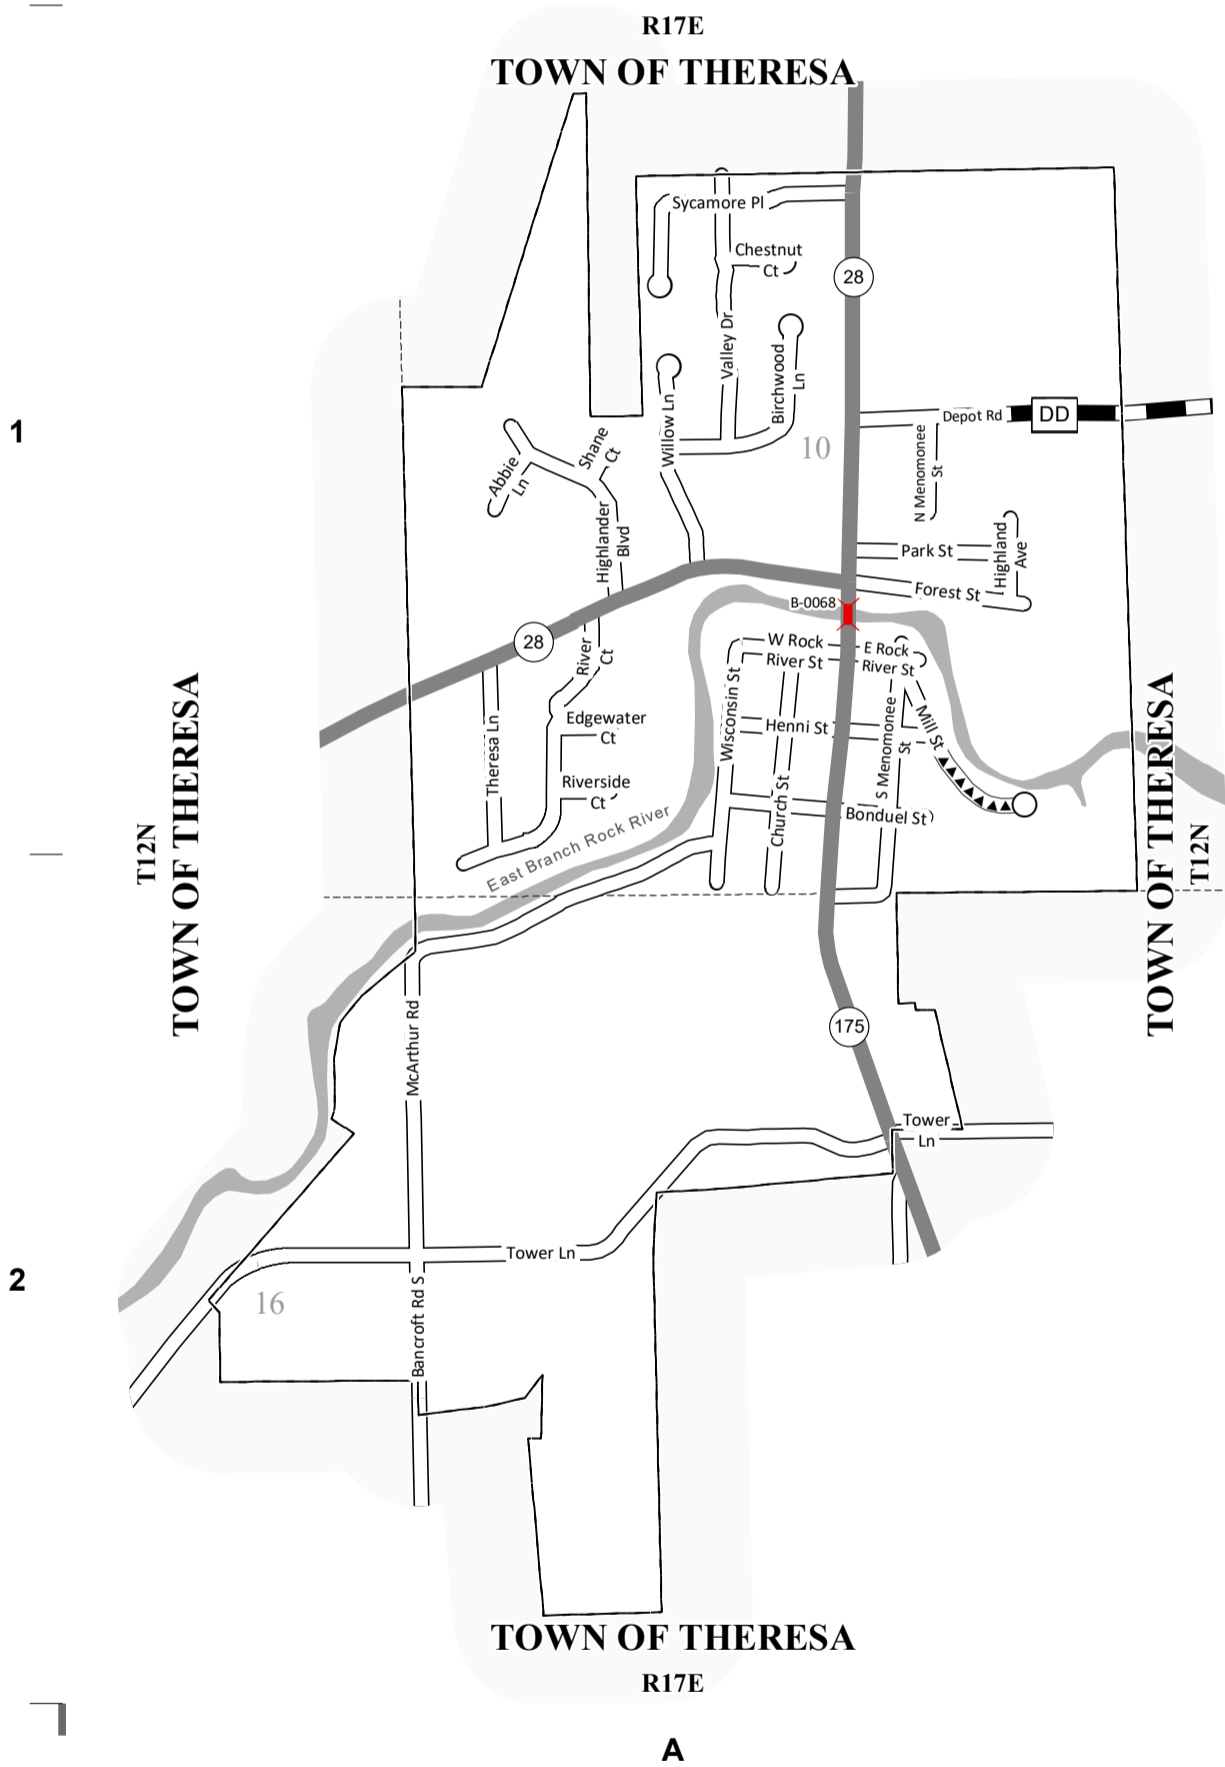 R17E
TOWN OF THERESA
Sycamore Pl
Chestnut
Ct
28
Valley Dr
Birchwood
Ln
Willow Ln
1
Depot Rd
DD
10
N Menomonee
St
Shane
Ct
Abbie
Ln
Highlander
Blvd
Park St
Highland
Ave
Forest St
B-0068
28
River
Ct
W Rock
River St
E Rock
River St
Wisconsin St
Theresa Ln
Edgewater
Ct
Henni St
S Menomonee
St
Mill St
Riverside
Ct
Church St
Bonduel St
East Branch Rock River
T12N
TOWN OF THERESA
TOWN OF THERESA
T12N
McArthur Rd
175
Tower
Ln
Tower Ln
2
16
Bancroft Rd S
TOWN OF THERESA
R17E
A